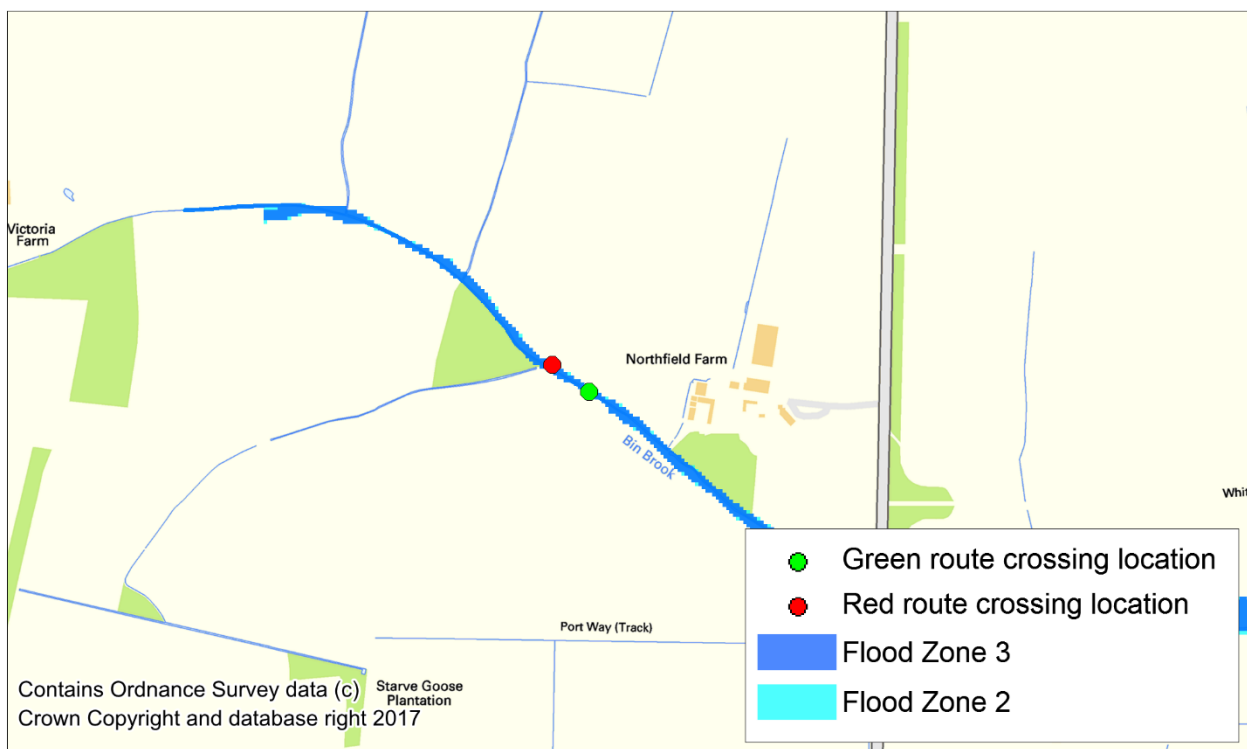 Victoria
Farm
Northfield Farm
Bin Brook
Whit
Green route crossing location
Red route crossing location
Port Way (Track)
Flood Zone 3
Flood Zone 2
Starve Goose
Plantation
Contains Ordnance Survey data (c)
Crown Copyright and database right 2017